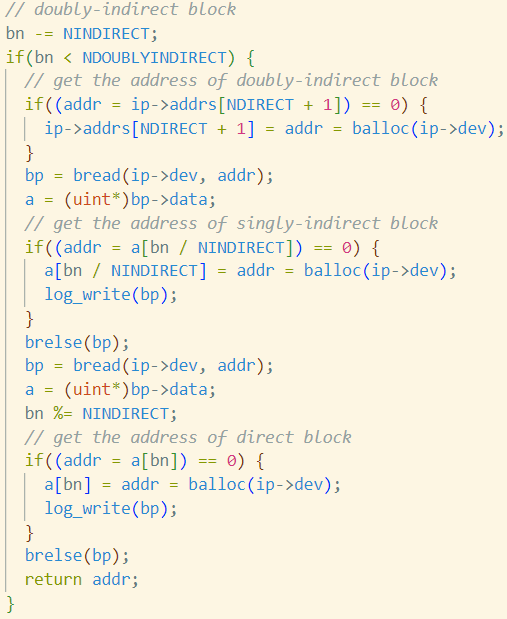 // doubly-indirect block
bn -= NINDIRECT;
if(bn < NDOUBLYINDIRECT) {
  // get the address of doubly-indirect block
  if((addr = ip->addrs[NDIRECT + 1]) == 0) {
    ip->addrs[NDIRECT + 1] = addr = balloc(ip->dev);
  }
  bp = bread(ip->dev, addr);
  a = (uint*)bp->data;
  // get the address of singly-indirect block
  if((addr = a[bn / NINDIRECT]) == 0) {
    a[bn / NINDIRECT] = addr = balloc(ip->dev);
    log_write(bp);
  }
  brelse(bp);
  bp = bread(ip->dev, addr);
  a = (uint*)bp->data;
  bn %= NINDIRECT;
  // get the address of direct block
  if((addr = a[bn]) == 0) {
    a[bn] = addr = balloc(ip->dev);
    log_write(bp);
  }
  brelse(bp);
  return addr;
}